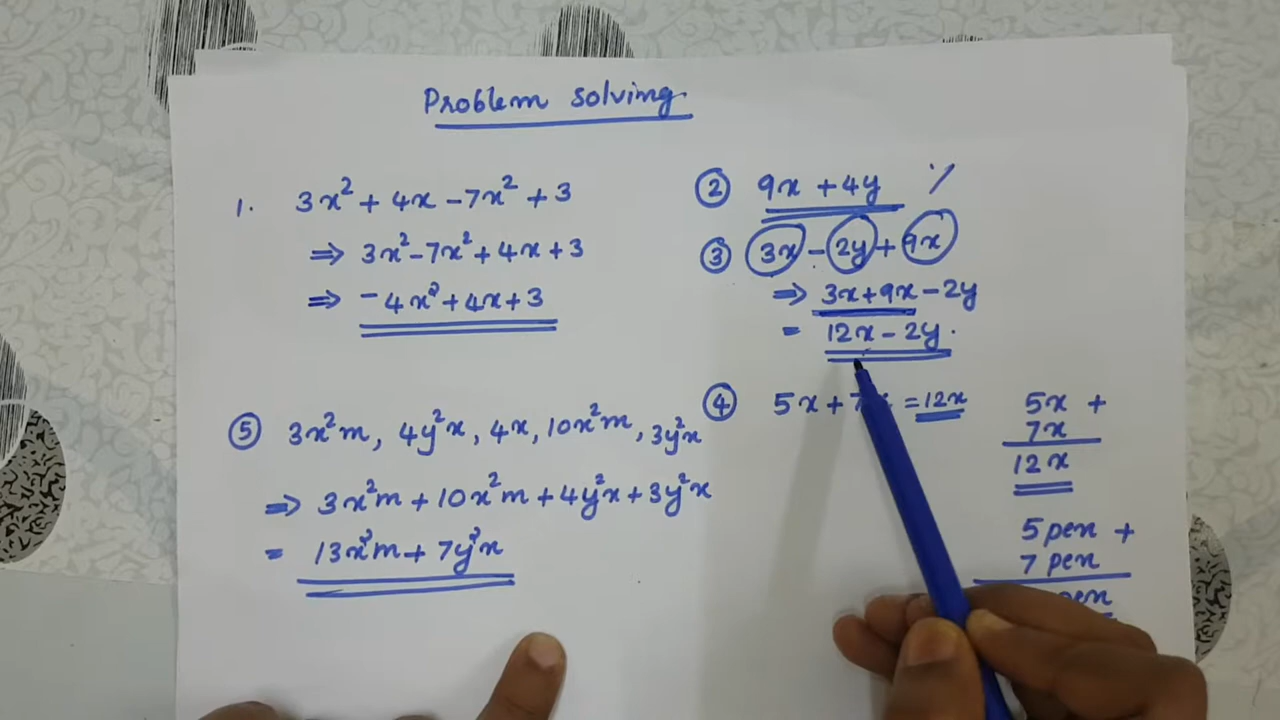 Problem solving.
1. 3x² + 4x - 7x² + 3
⇒ 3x² - 7x² + 4x + 3
⇒ -4x² + 4x + 3
② 9x + 4y
③ 3x - 2y + 9x
⇒ 3x + 9x - 2y
= 12x - 2y.
④ 5x + 7x = 12x
5x +
7x
12x
5 pen +
7 pen
pen
⑤ 3x²m, 4y²x, 4x, 10x²m, 3y²x
⇒ 3x²m + 10x²m + 4y²x + 3y²x
= 13x²m + 7y²x